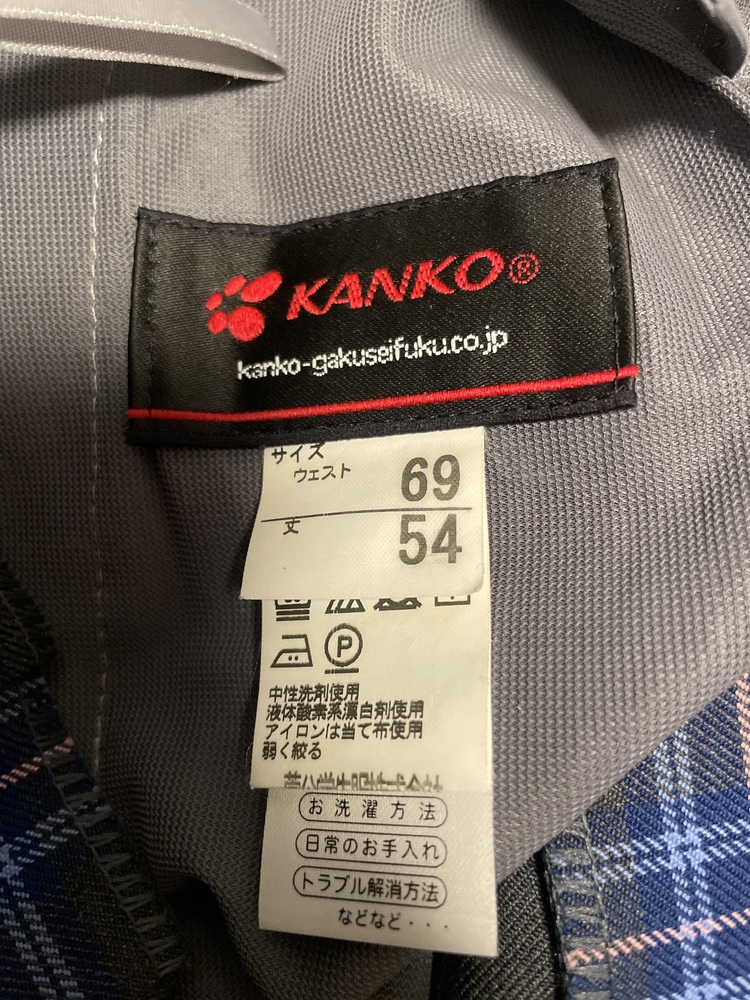 KANKO®
kanko-gakuseifuku.co.jp
サイズ
ウェスト 69
丈 54
P
中性洗剤使用
液体酸素系漂白剤使用
アイロンは当て布使用
弱く絞る
お洗濯方法
日常のお手入れ
トラブル解消方法
などなど・・・